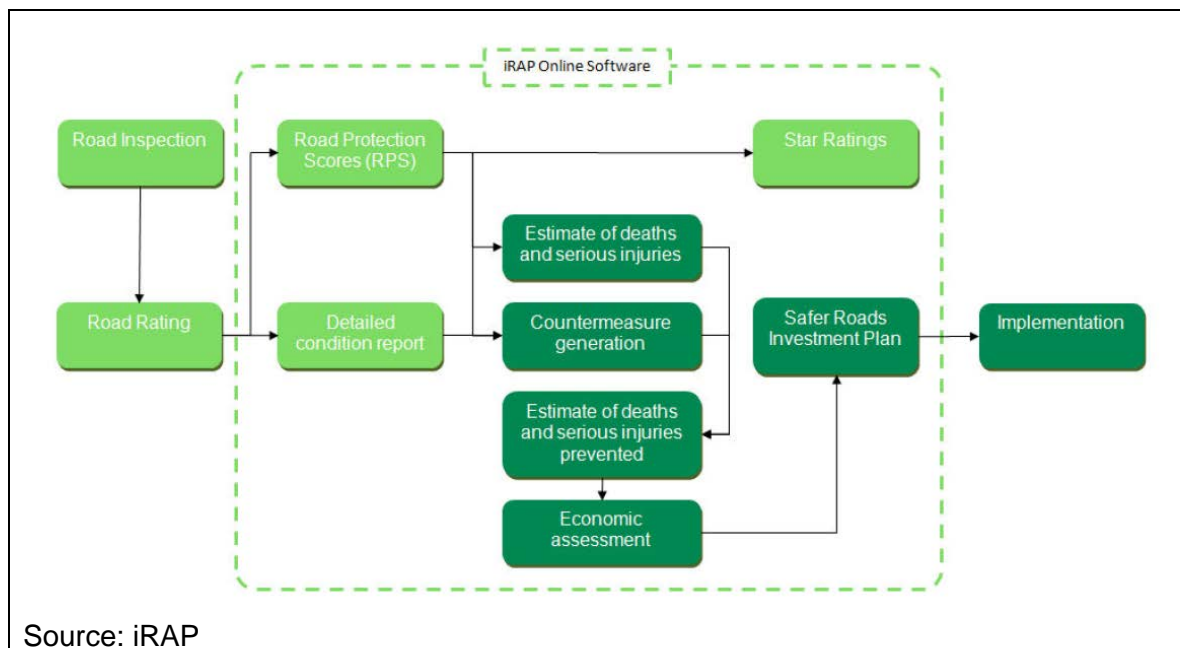 iRAP Online Software
Road Inspection
Road Protection
Scores (RPS)
Star Ratings
Estimate of deaths
and serious injuries
Road Rating
Detailed
condition report
Countermeasure
generation
Safer Roads
Investment Plan
Implementation
Estimate of deaths
and serious injuries
prevented
Economic
assessment
Source: iRAP